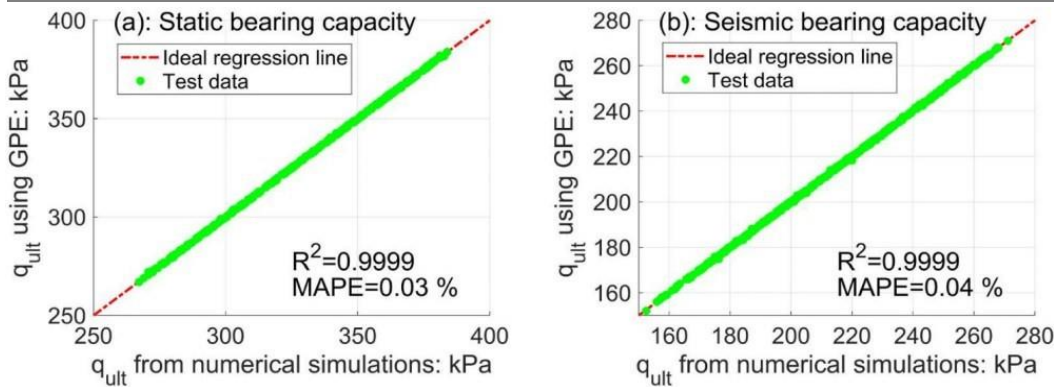 (a): Static bearing capacity
400
350
300
250
q_ult using GPE: kPa
Ideal regression line
Test data
R²=0.9999
MAPE=0.03 %
250 300 350 400
q_ult from numerical simulations: kPa
(b): Seismic bearing capacity
280
260
240
220
200
180
160
q_ult using GPE: kPa
Ideal regression line
Test data
R²=0.9999
MAPE=0.04 %
160 180 200 220 240 260 280
q_ult from numerical simulations: kPa